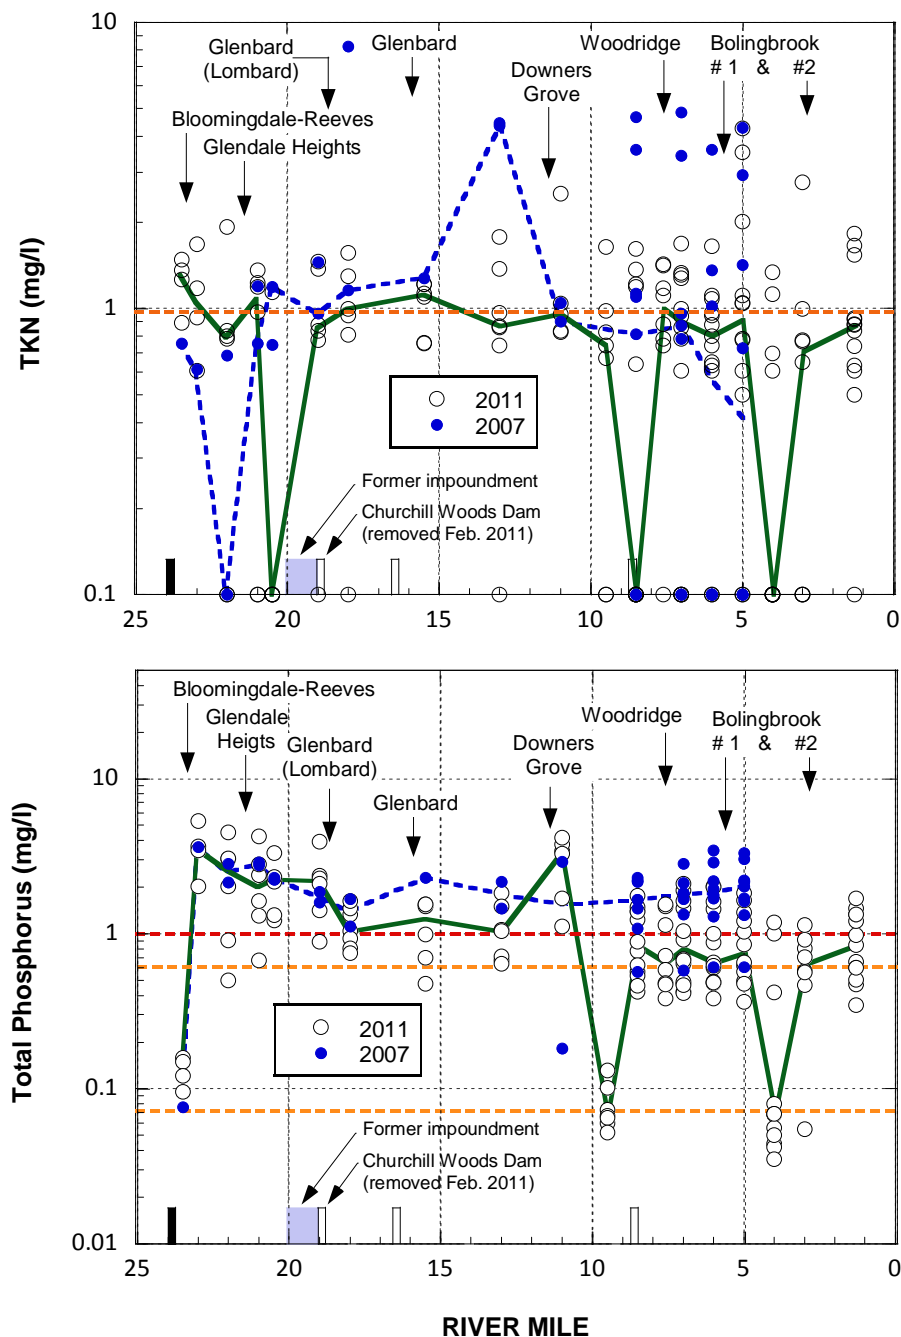 10
Glenbard
(Lombard)
Glenbard
Woodridge
Bolingbrook
# 1 & #2
Downers
Grove
Bloomingdale-Reeves
Glendale Heights
TKN (mg/l)
1
2011
2007
Former impoundment
Churchill Woods Dam
(removed Feb. 2011)
0.1
25 20 15 10 5 0
Bloomingdale-Reeves
Glendale
Heigts
Glenbard
(Lombard)
Glenbard
Downers
Grove
Woodridge
Bolingbrook
# 1 & #2
10
Total Phosphorus (mg/l)
1
2011
2007
0.1
Former impoundment
Churchill Woods Dam
(removed Feb. 2011)
0.01
25 20 15 10 5 0
RIVER MILE